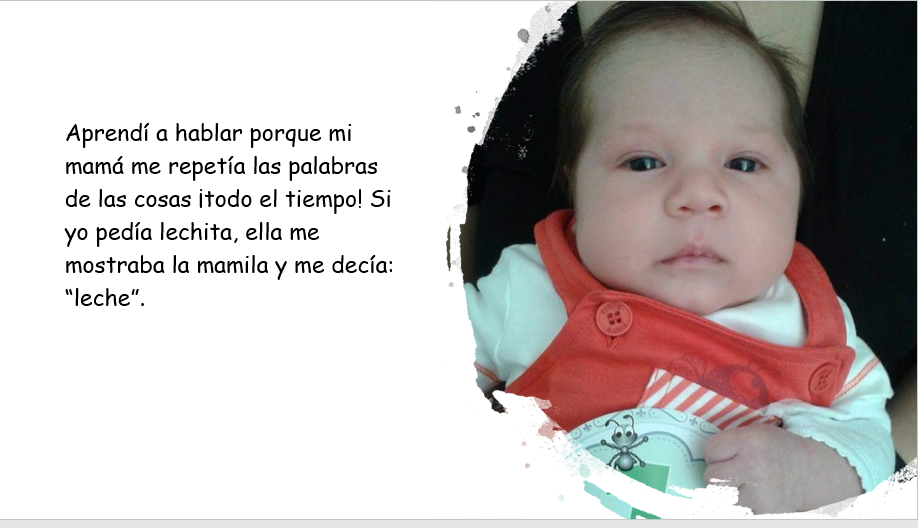 Aprendí a hablar porque mi
mamá me repetía las palabras
de las cosas ¡todo el tiempo! Si
yo pedía lechita, ella me
mostraba la mamila y me decía:
“leche”.